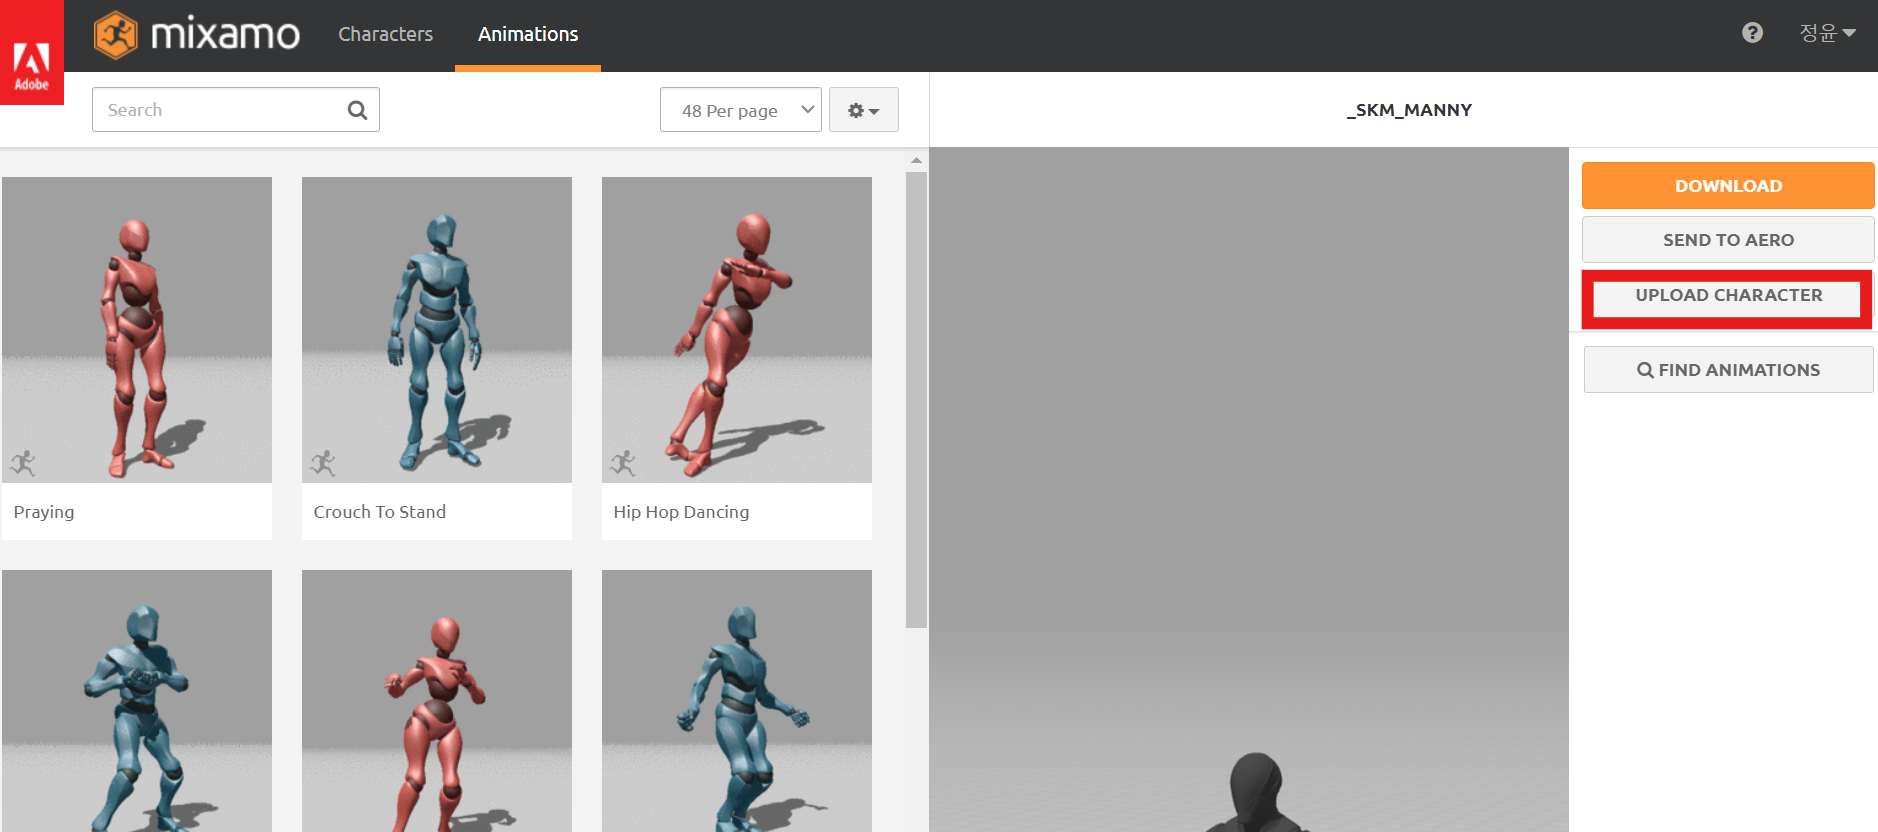 Adobe
mixamo
Characters
Animations
정윤
Search
48 Per page
_SKM_MANNY
DOWNLOAD
SEND TO AERO
UPLOAD CHARACTER
FIND ANIMATIONS
Praying
Crouch To Stand
Hip Hop Dancing